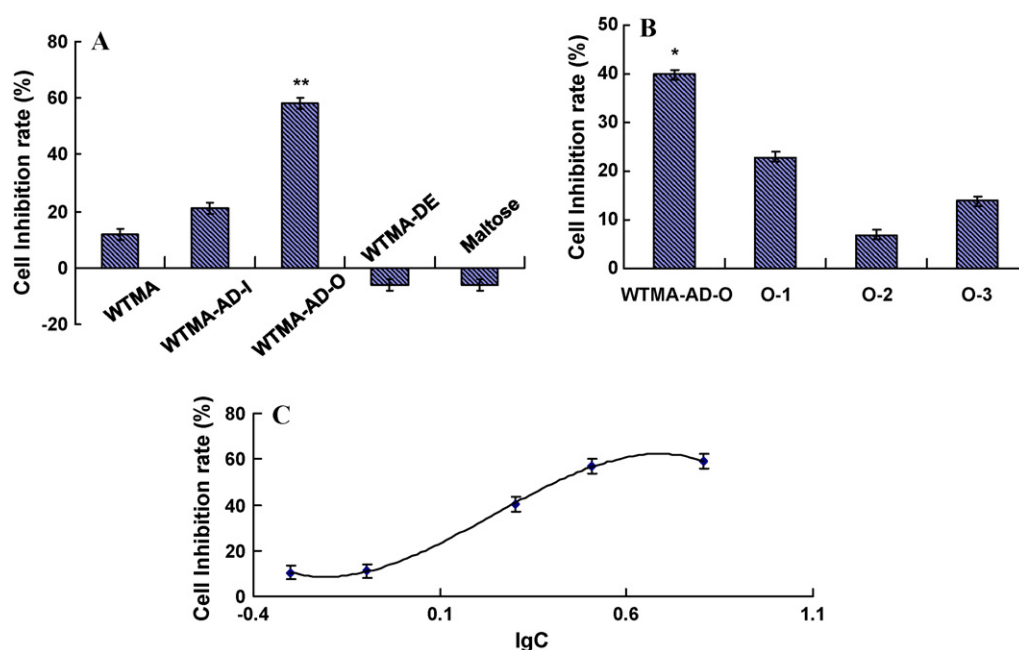 A
Cell Inhibition rate (%)
80
60
40
20
0
-20
**
WTMA
WTMA-AD-I
WTMA-AD-O
WTMA-DE
Maltose
B
Cell Inhibition rate (%)
50
40
30
20
10
0
*
WTMA-AD-O
O-1
O-2
O-3
C
Cell Inhibition rate (%)
80
60
40
20
0
-0.4
0.1
0.6
1.1
lgC